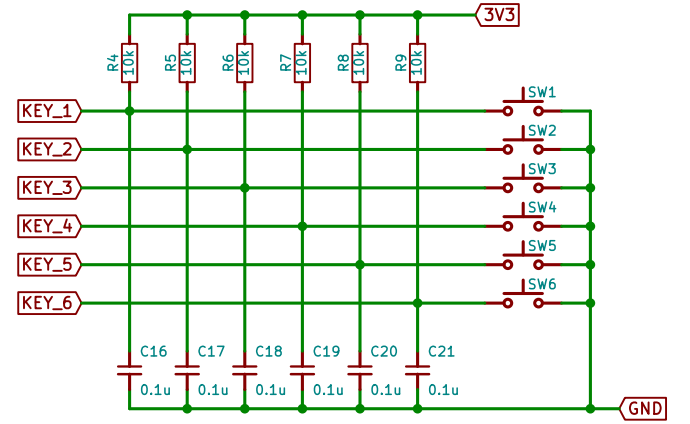 3V3
R4 10k R5 10k R6 10k R7 10k R8 10k R9 10k
KEY_1 SW1
KEY_2 SW2
KEY_3 SW3
KEY_4 SW4
KEY_5 SW5
KEY_6 SW6
C16 C17 C18 C19 C20 C21
0.1u 0.1u 0.1u 0.1u 0.1u 0.1u
GND